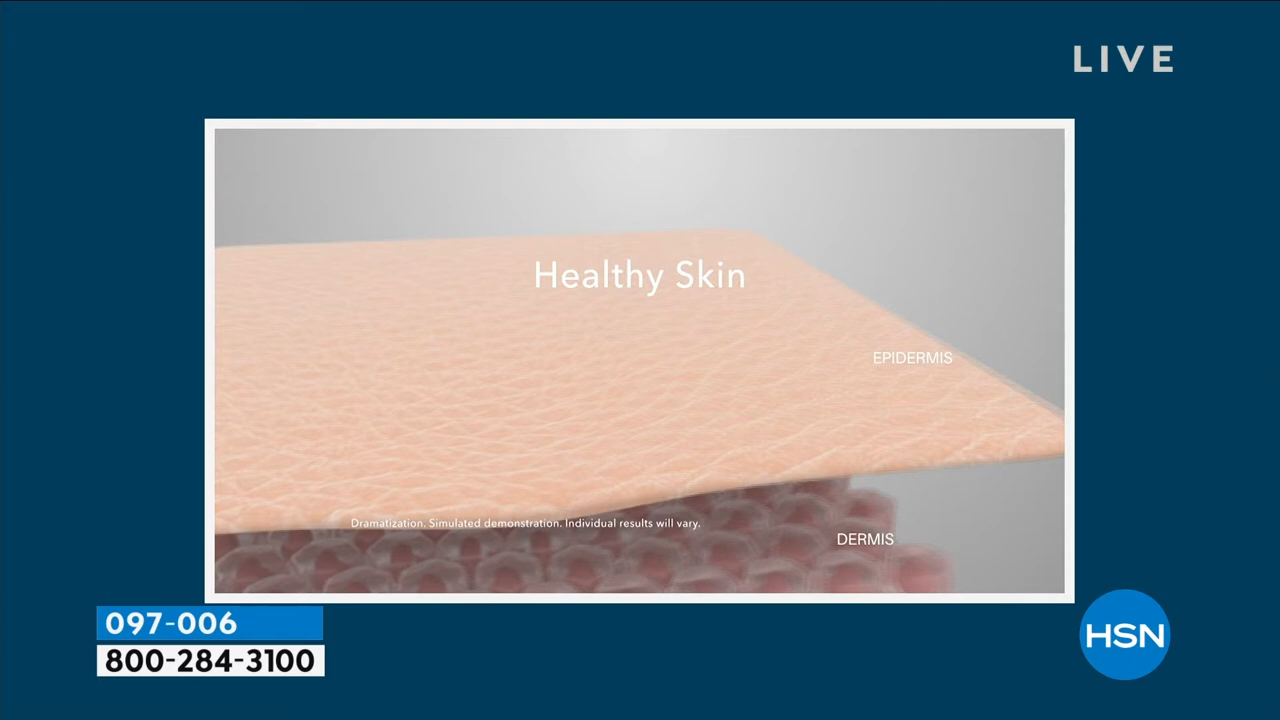 LIVE
Healthy Skin
EPIDERMIS
Dramatization. Simulated demonstration. Individual results will vary.
DERMIS
097-006
800-284-3100
HSN